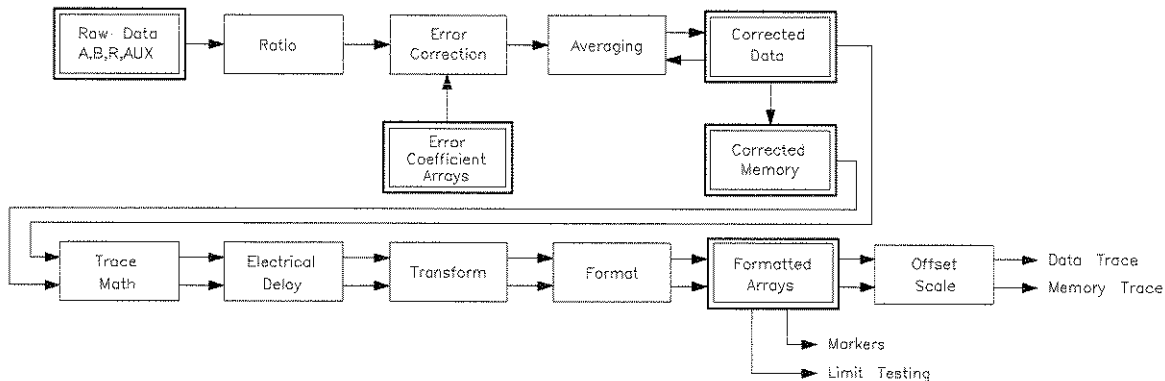 Raw Data
A,B,R,AUX
Ratio
Error
Correction
Averaging
Corrected
Data
Error
Coefficient
Arrays
Corrected
Memory
Trace
Math
Electrical
Delay
Transform
Format
Formatted
Arrays
Offset
Scale
Data Trace
Memory Trace
Markers
Limit Testing